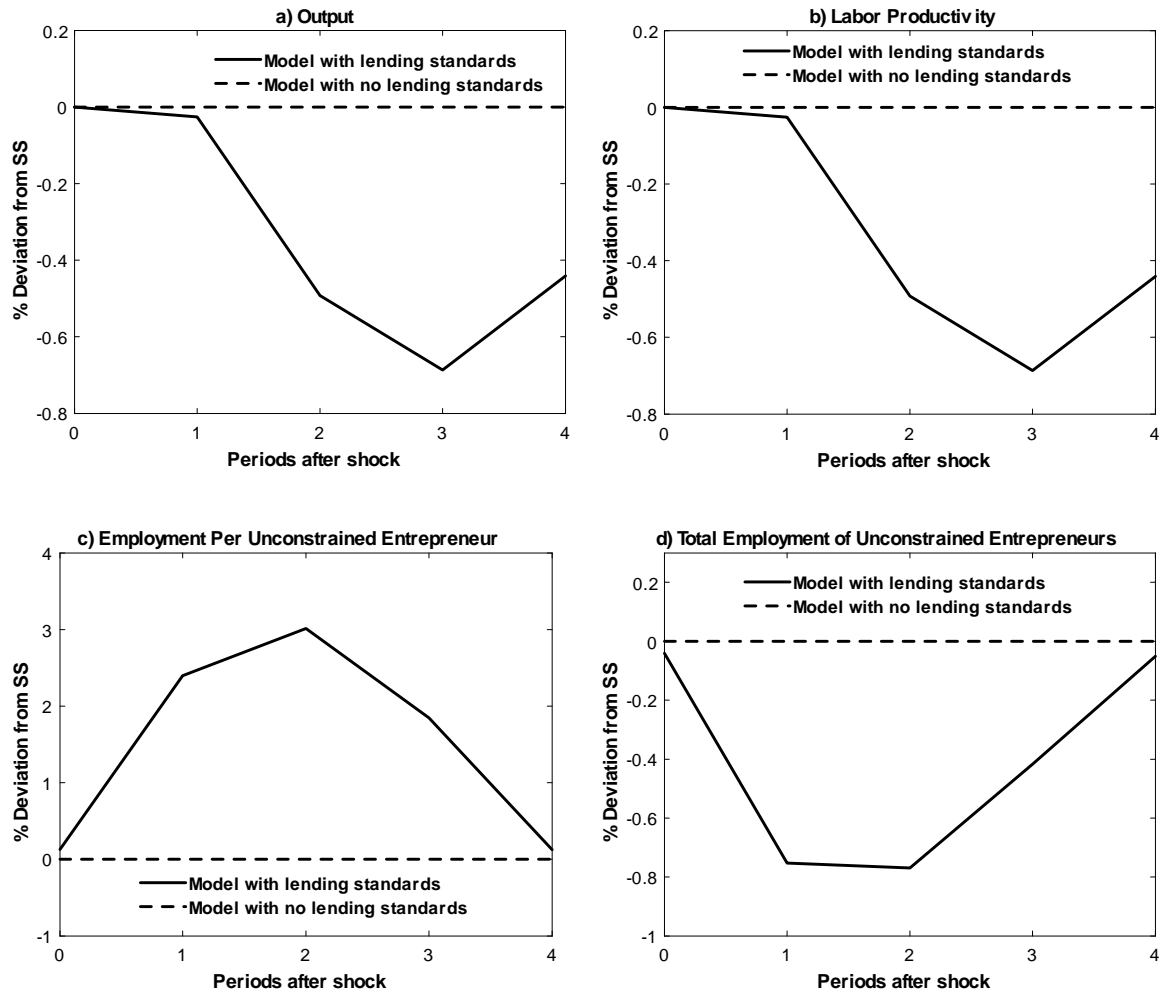 a) Output
0.2
0
-0.2
-0.4
-0.6
-0.8
% Deviation from SS
Model with lending standards
Model with no lending standards
0 1 2 3 4
Periods after shock
b) Labor Productivity
0.2
0
-0.2
-0.4
-0.6
-0.8
% Deviation from SS
Model with lending standards
Model with no lending standards
0 1 2 3 4
Periods after shock
c) Employment Per Unconstrained Entrepreneur
4
3
2
1
0
-1
% Deviation from SS
Model with lending standards
Model with no lending standards
0 1 2 3 4
Periods after shock
d) Total Employment of Unconstrained Entrepreneurs
0.2
0
-0.2
-0.4
-0.6
-0.8
-1
% Deviation from SS
Model with lending standards
Model with no lending standards
0 1 2 3 4
Periods after shock